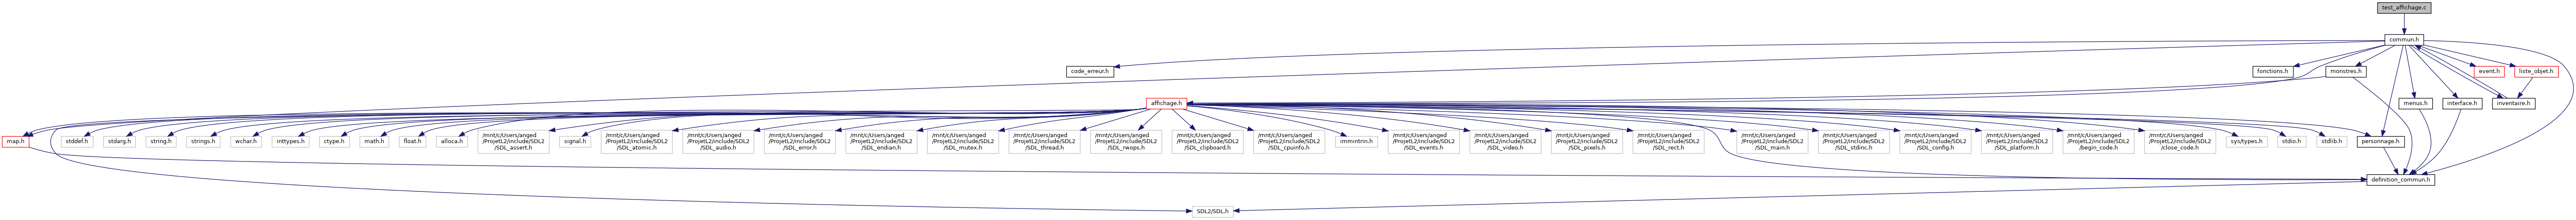 test_affichage.c
commun.h
code_erreur.h
fonctions.h
monstres.h
event.h
liste_objet.h
affichage.h
menus.h
interface.h
inventaire.h
map.h
stddef.h
stdarg.h
string.h
strings.h
wchar.h
inttypes.h
ctype.h
math.h
float.h
alloca.h
/mnt/c/Users/anged
/ProjetL2/include/SDL2
/SDL_assert.h
signal.h
/mnt/c/Users/anged
/ProjetL2/include/SDL2
/SDL_atomic.h
/mnt/c/Users/anged
/ProjetL2/include/SDL2
/SDL_audio.h
/mnt/c/Users/anged
/ProjetL2/include/SDL2
/SDL_error.h
/mnt/c/Users/anged
/ProjetL2/include/SDL2
/SDL_endian.h
/mnt/c/Users/anged
/ProjetL2/include/SDL2
/SDL_mutex.h
/mnt/c/Users/anged
/ProjetL2/include/SDL2
/SDL_thread.h
/mnt/c/Users/anged
/ProjetL2/include/SDL2
/SDL_rwops.h
/mnt/c/Users/anged
/ProjetL2/include/SDL2
/SDL_clipboard.h
/mnt/c/Users/anged
/ProjetL2/include/SDL2
/SDL_cpuinfo.h
immintrin.h
/mnt/c/Users/anged
/ProjetL2/include/SDL2
/SDL_events.h
/mnt/c/Users/anged
/ProjetL2/include/SDL2
/SDL_video.h
/mnt/c/Users/anged
/ProjetL2/include/SDL2
/SDL_pixels.h
/mnt/c/Users/anged
/ProjetL2/include/SDL2
/SDL_rect.h
/mnt/c/Users/anged
/ProjetL2/include/SDL2
/SDL_main.h
/mnt/c/Users/anged
/ProjetL2/include/SDL2
/SDL_stdinc.h
/mnt/c/Users/anged
/ProjetL2/include/SDL2
/SDL_config.h
/mnt/c/Users/anged
/ProjetL2/include/SDL2
/SDL_platform.h
/mnt/c/Users/anged
/ProjetL2/include/SDL2
/begin_code.h
/mnt/c/Users/anged
/ProjetL2/include/SDL2
/close_code.h
sys/types.h
stdio.h
stdlib.h
personnage.h
definition_commun.h
SDL2/SDL.h